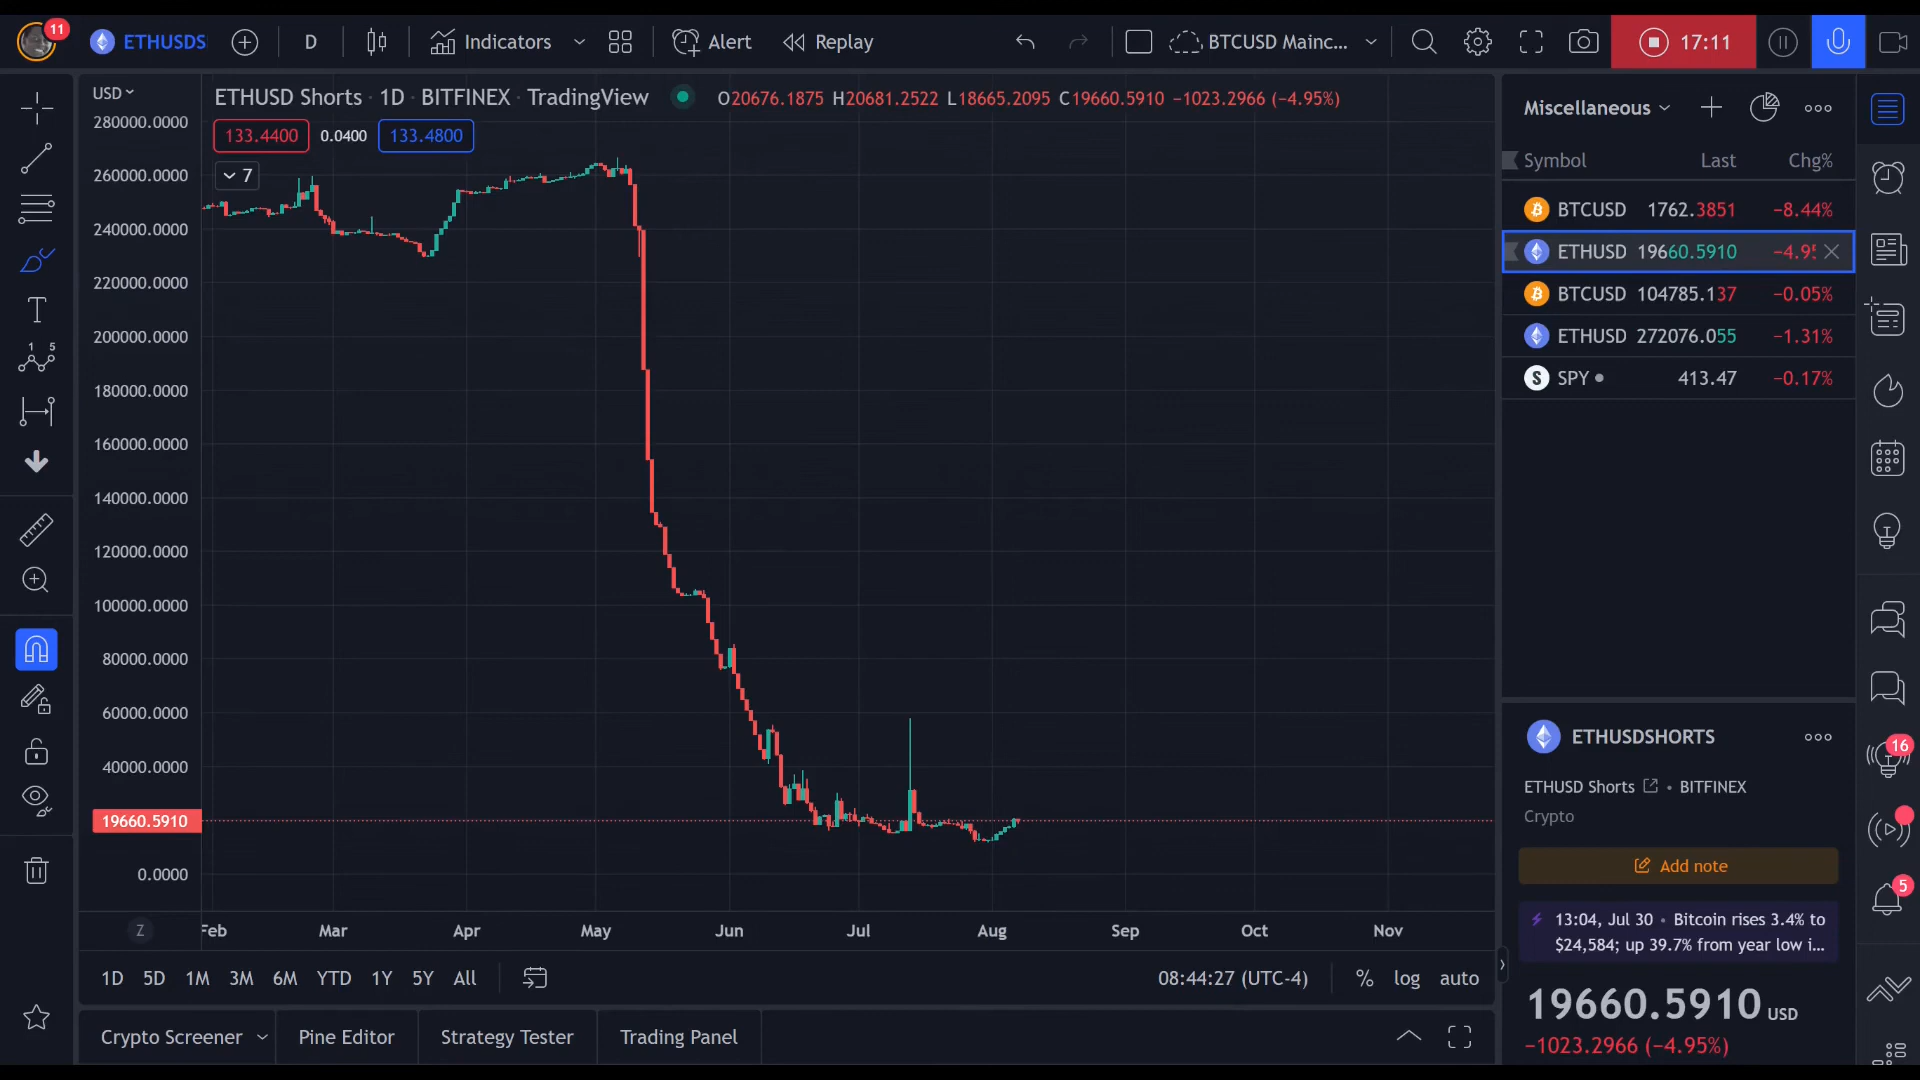 11
ETHUSDS
D
Indicators
Alert
Replay
BTCUSD Mainc...
17:11
USD
ETHUSD Shorts · 1D · BITFINEX · TradingView
O20676.1875 H20681.2522 L18665.2095 C19660.5910 −1023.2966 (−4.95%)
133.4400 0.0400 133.4800
7
280000.0000
260000.0000
240000.0000
220000.0000
200000.0000
180000.0000
160000.0000
140000.0000
120000.0000
100000.0000
80000.0000
60000.0000
40000.0000
19660.5910
0.0000
Z
Feb Mar Apr May Jun Jul Aug Sep Oct Nov
1D 5D 1M 3M 6M YTD 1Y 5Y All
08:44:27 (UTC-4)
% log auto
Crypto Screener
Pine Editor
Strategy Tester
Trading Panel
Miscellaneous
Symbol Last Chg%
BTCUSD 1762.3851 −8.44%
ETHUSD 19660.5910 −4.9
BTCUSD 104785.137 −0.05%
ETHUSD 272076.055 −1.31%
S SPY 413.47 −0.17%
ETHUSDSHORTS
ETHUSD Shorts • BITFINEX
Crypto
Add note
13:04, Jul 30 • Bitcoin rises 3.4% to
$24,584; up 39.7% from year low i...
19660.5910 USD
−1023.2966 (−4.95%)
T
1 5
16
5